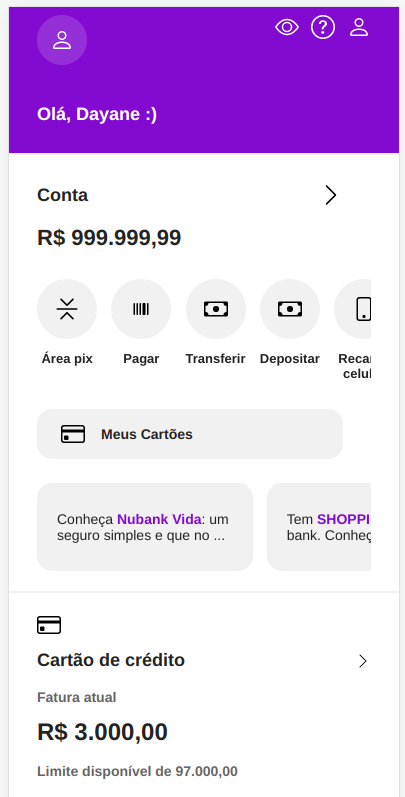 Olá, Dayane :)
Conta
R$ 999.999,99
Área pix
Pagar
Transferir
Depositar
Recar
celul
Meus Cartões
Conheça Nubank Vida: um
seguro simples e que no ...
Tem SHOPPI
bank. Conheç
Cartão de crédito
Fatura atual
R$ 3.000,00
Limite disponível de 97.000,00